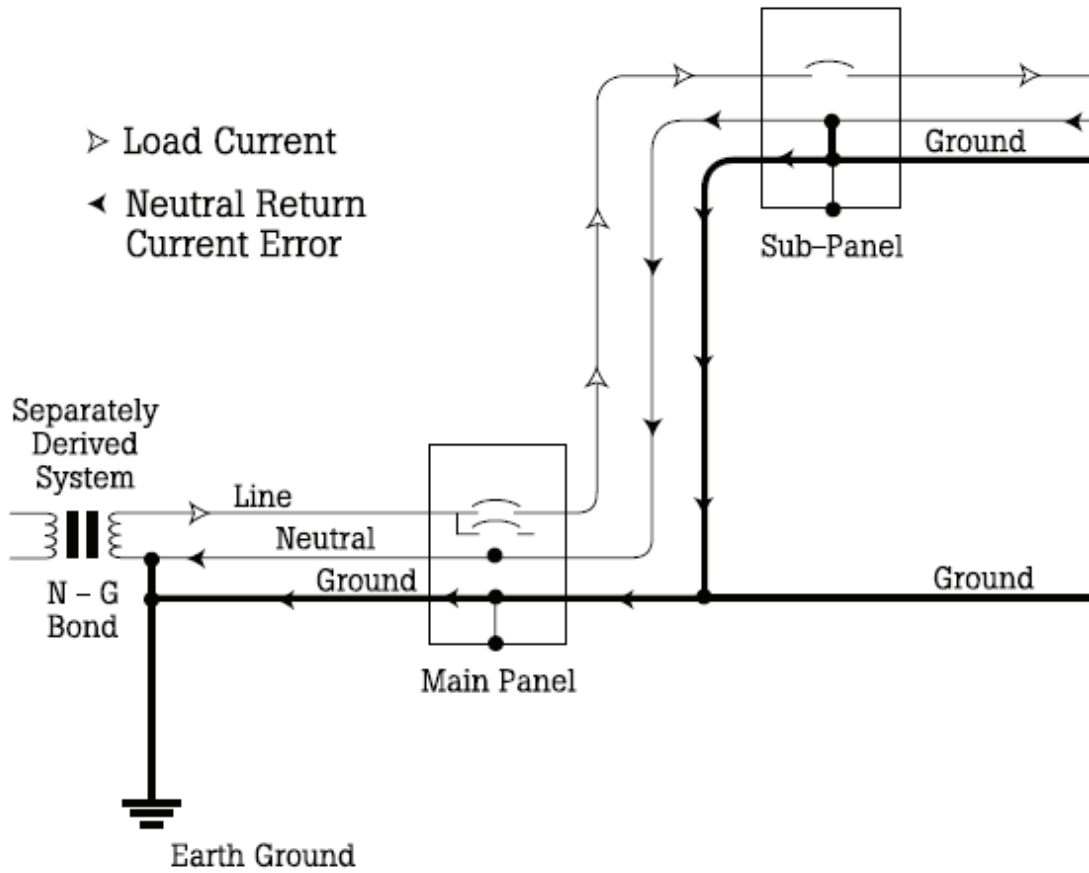 Load Current
Neutral Return
Current Error
Ground
Sub–Panel
Separately
Derived
System
Line
Neutral
Ground
Ground
N – G
Bond
Main Panel
Earth Ground